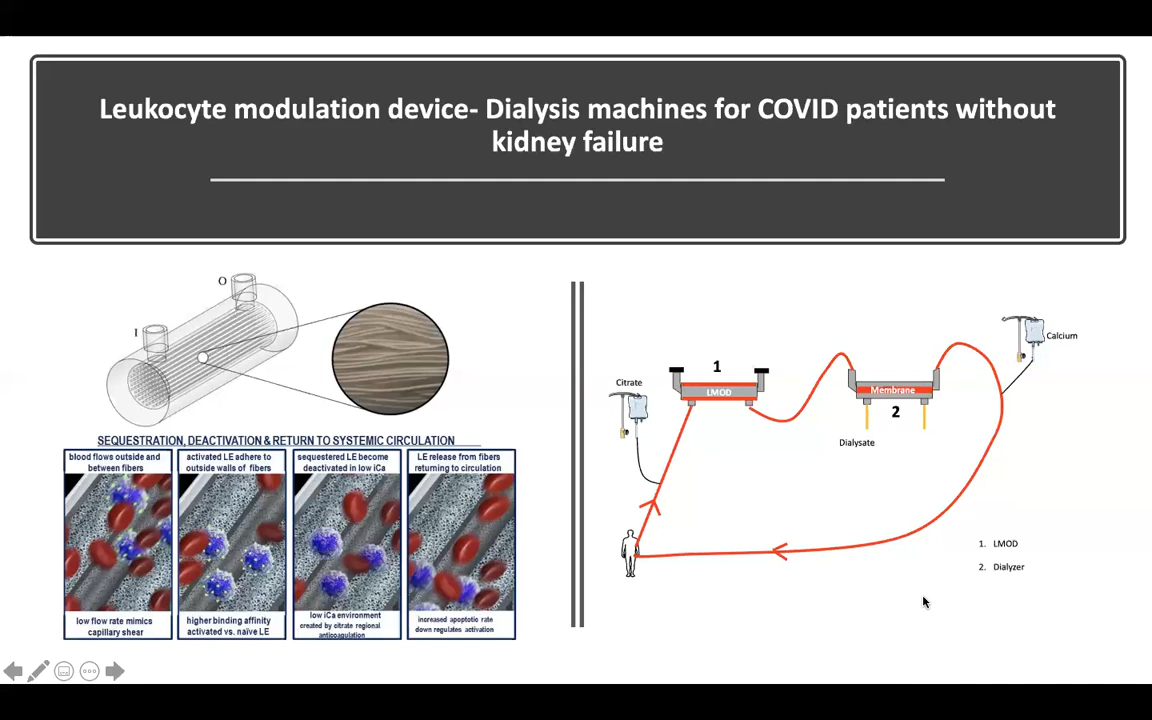 Leukocyte modulation device- Dialysis machines for COVID patients without
kidney failure
O
I
SEQUESTRATION, DEACTIVATION & RETURN TO SYSTEMIC CIRCULATION
blood flows outside and
between fibers
low flow rate mimics
capillary shear
activated LE adhere to
outside walls of fibers
higher binding affinity
activated vs. naïve LE
sequestered LE become
deactivated in low iCa
low iCa environment
created by citrate regional
anticoagulation
LE release from fibers
returning to circulation
increased apoptotic rate
down regulates activation
Citrate
1
LMOD
Membrane
2
Dialysate
Calcium
1. LMOD
2. Dialyzer